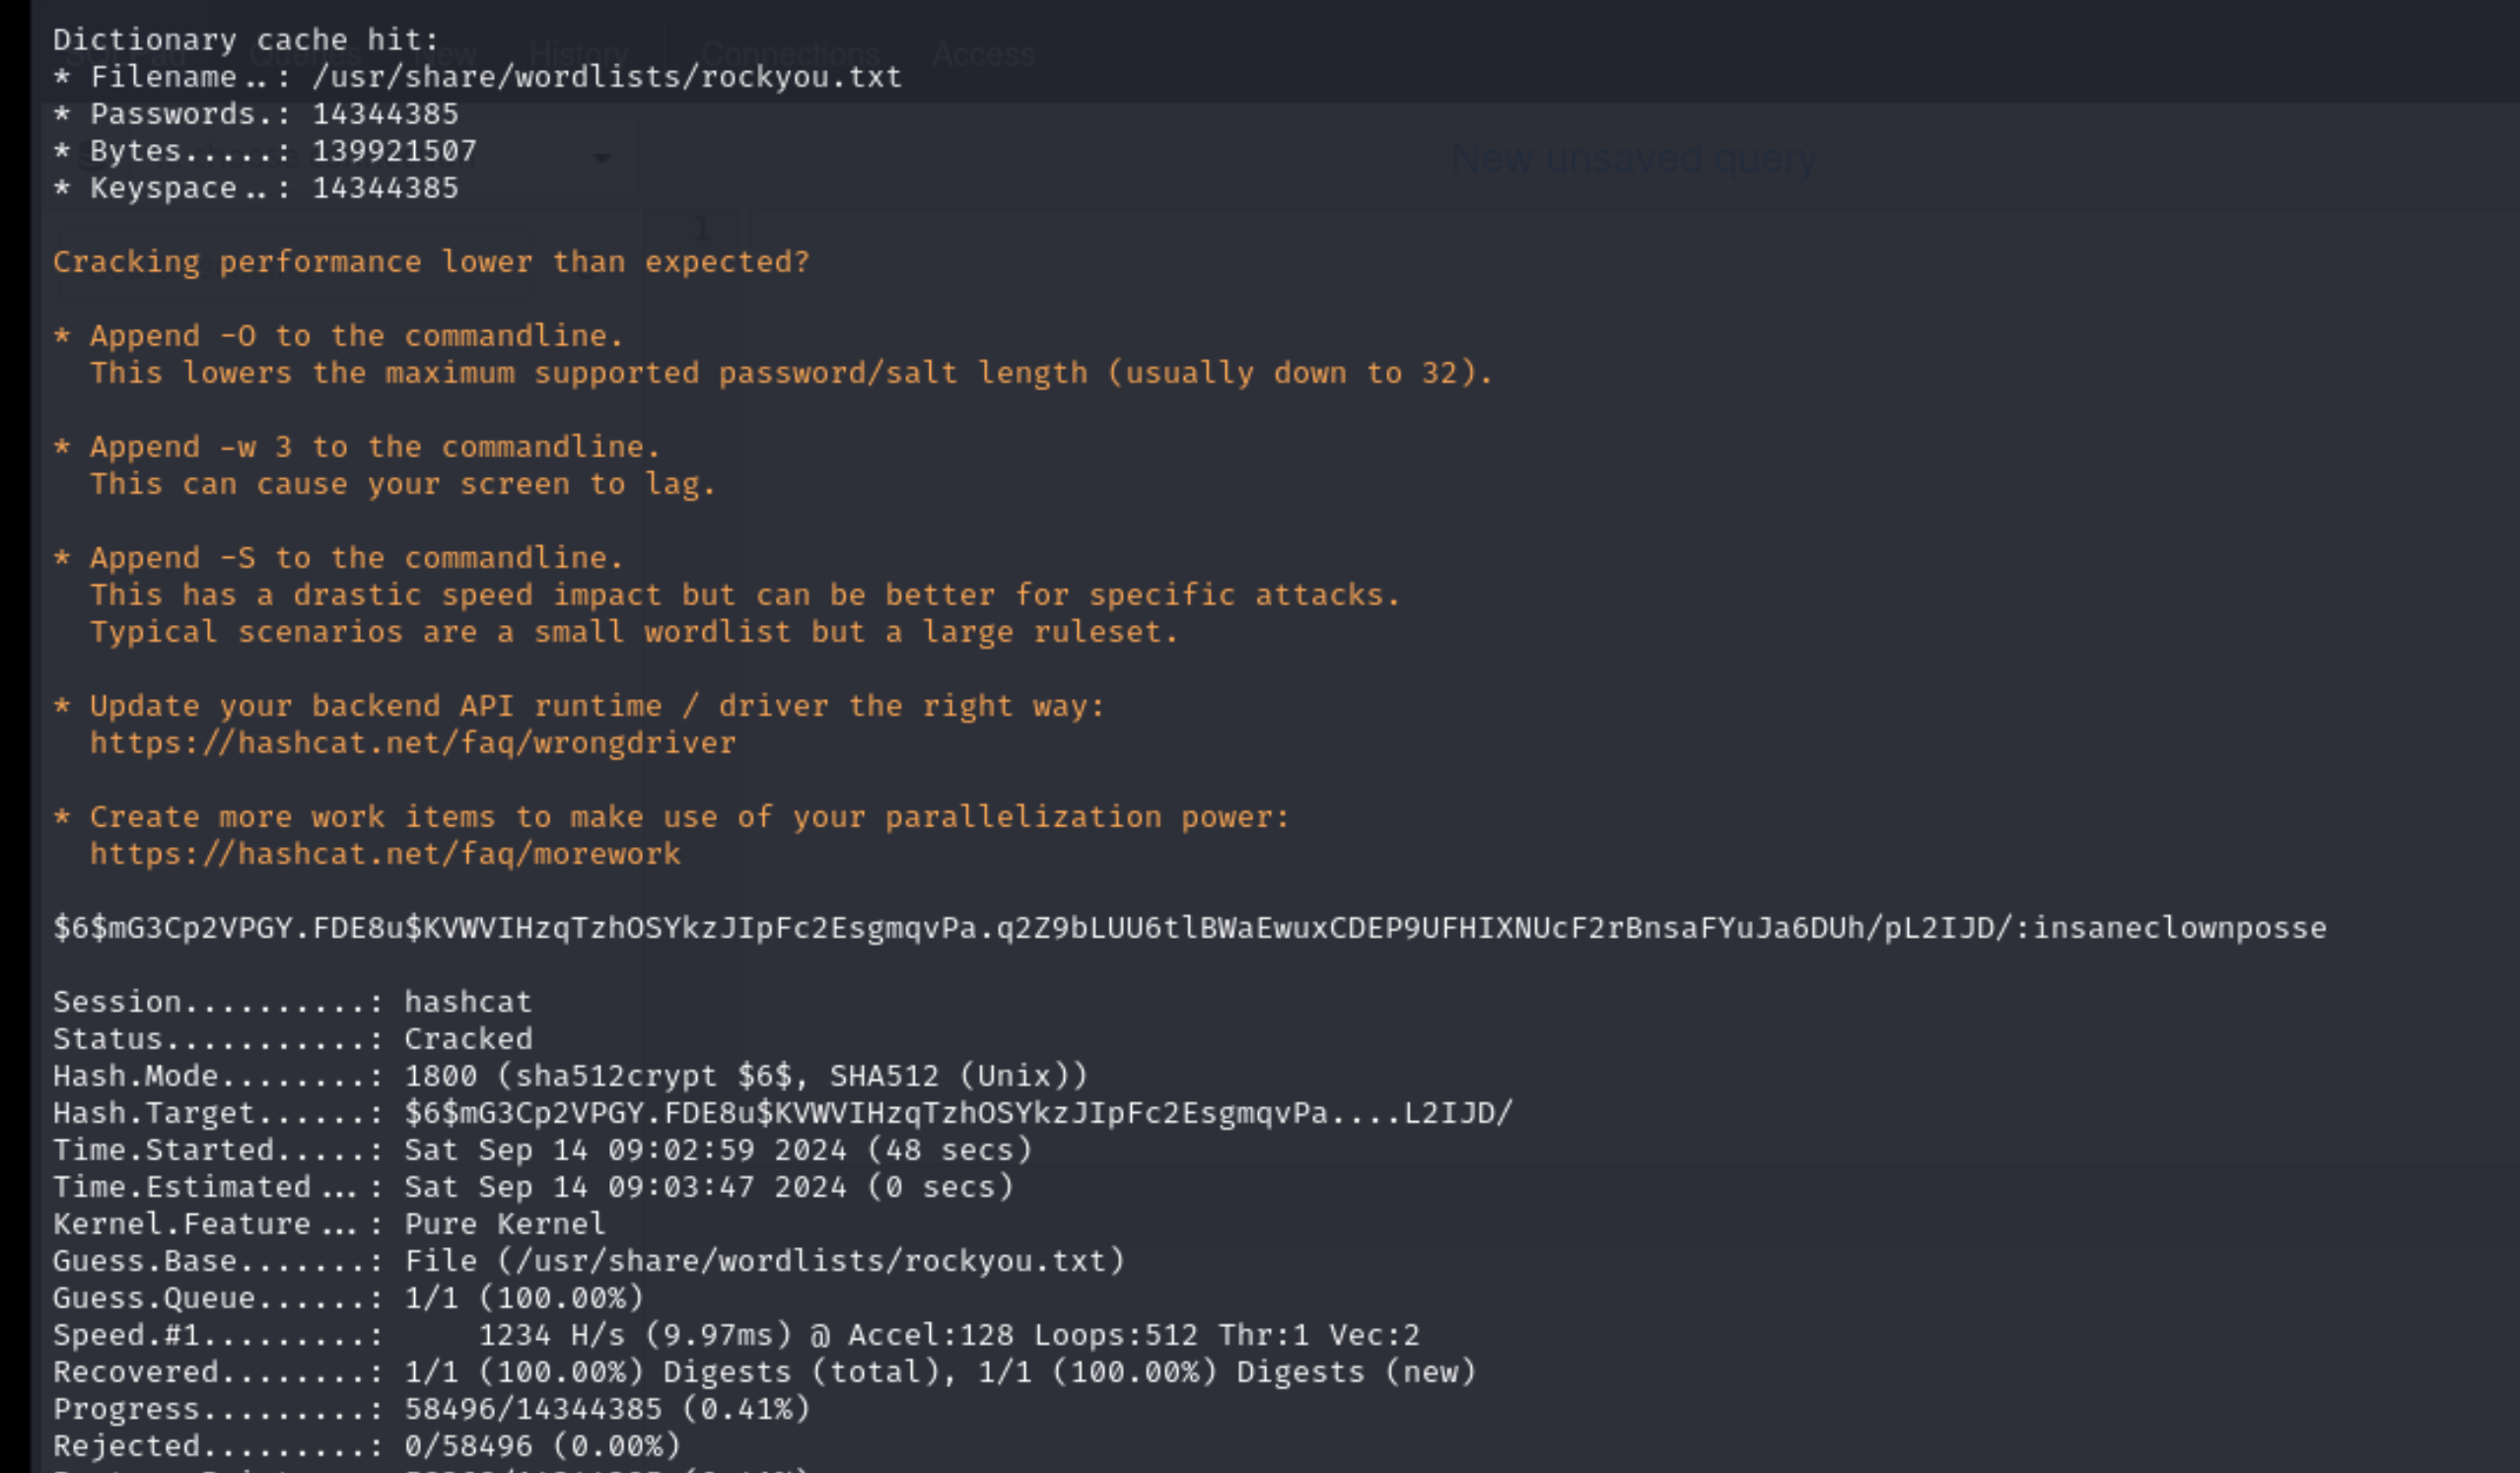 Dictionary cache hit:
* Filename..: /usr/share/wordlists/rockyou.txt
* Passwords.: 14344385
* Bytes.....: 139921507
* Keyspace..: 14344385
History Connections Access
New unsaved query
1
Cracking performance lower than expected?
* Append -O to the commandline.
This lowers the maximum supported password/salt length (usually down to 32).
* Append -w 3 to the commandline.
This can cause your screen to lag.
* Append -S to the commandline.
This has a drastic speed impact but can be better for specific attacks.
Typical scenarios are a small wordlist but a large ruleset.
* Update your backend API runtime / driver the right way:
https://hashcat.net/faq/wrongdriver
* Create more work items to make use of your parallelization power:
https://hashcat.net/faq/morework
$6$mG3Cp2VPGY.FDE8u$KVWVIHzqTzhOSYkzJIpFc2EsgmqvPa.q2Z9bLUU6tlBWaEwuxCDEP9UFHIXNUcF2rBnsaFYuJa6DUh/pL2IJD/:insaneclownposse
Session..........: hashcat
Status...........: Cracked
Hash.Mode........: 1800 (sha512crypt $6$, SHA512 (Unix))
Hash.Target......: $6$mG3Cp2VPGY.FDE8u$KVWVIHzqTzhOSYkzJIpFc2EsgmqvPa....L2IJD/
Time.Started.....: Sat Sep 14 09:02:59 2024 (48 secs)
Time.Estimated...: Sat Sep 14 09:03:47 2024 (0 secs)
Kernel.Feature...: Pure Kernel
Guess.Base.......: File (/usr/share/wordlists/rockyou.txt)
Guess.Queue......: 1/1 (100.00%)
Speed.#1.........: 1234 H/s (9.97ms) @ Accel:128 Loops:512 Thr:1 Vec:2
Recovered........: 1/1 (100.00%) Digests (total), 1/1 (100.00%) Digests (new)
Progress.........: 58496/14344385 (0.41%)
Rejected.........: 0/58496 (0.00%)